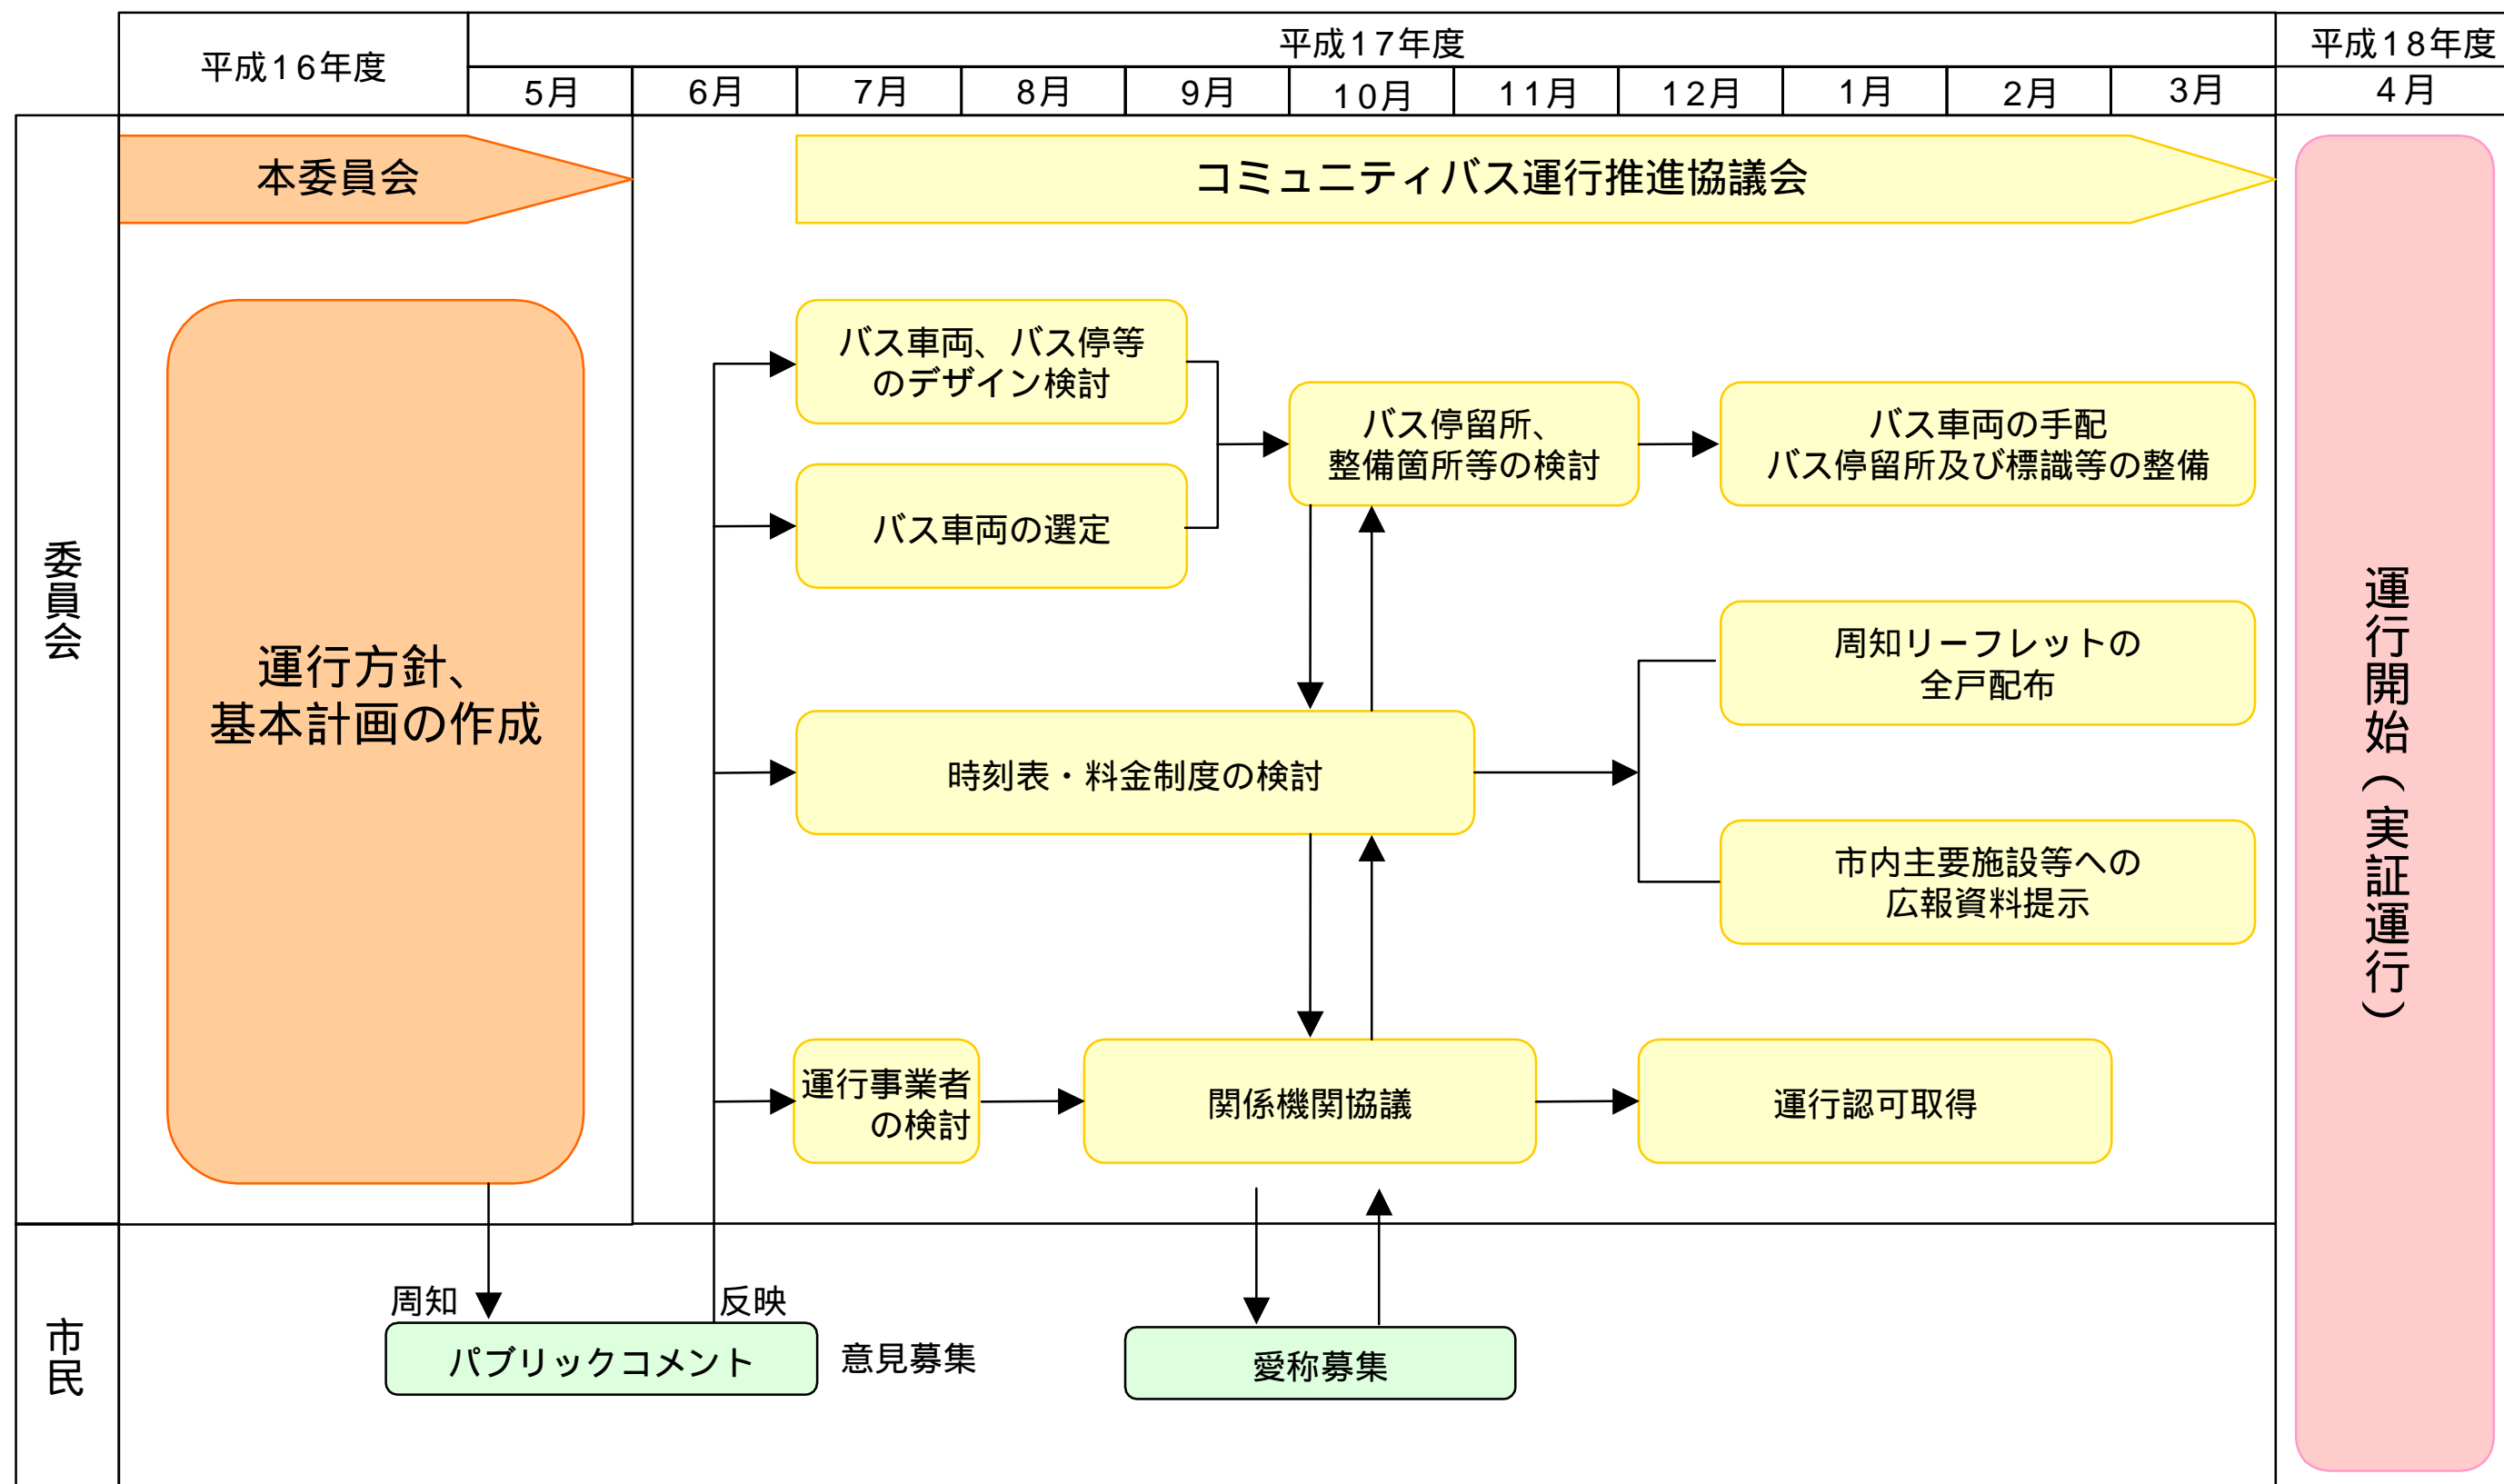 平成16年度
平成17年度
平成18年度
5月
6月
7月
8月
9月
10月
11月
12月
1月
2月
3月
4月
委員会
本委員会
コミュニティバス運行推進協議会
運行方針、
基本計画の作成
バス車両、バス停等
のデザイン検討
バス車両の選定
バス停留所、
整備箇所等の検討
バス車両の手配
バス停留所及び標識等の整備
時刻表・料金制度の検討
周知リーフレットの
全戸配布
市内主要施設等への
広報資料提示
運行事業者
の検討
関係機関協議
運行認可取得
運行開始（実証運行）
市民
周知
反映
パブリックコメント
意見募集
愛称募集